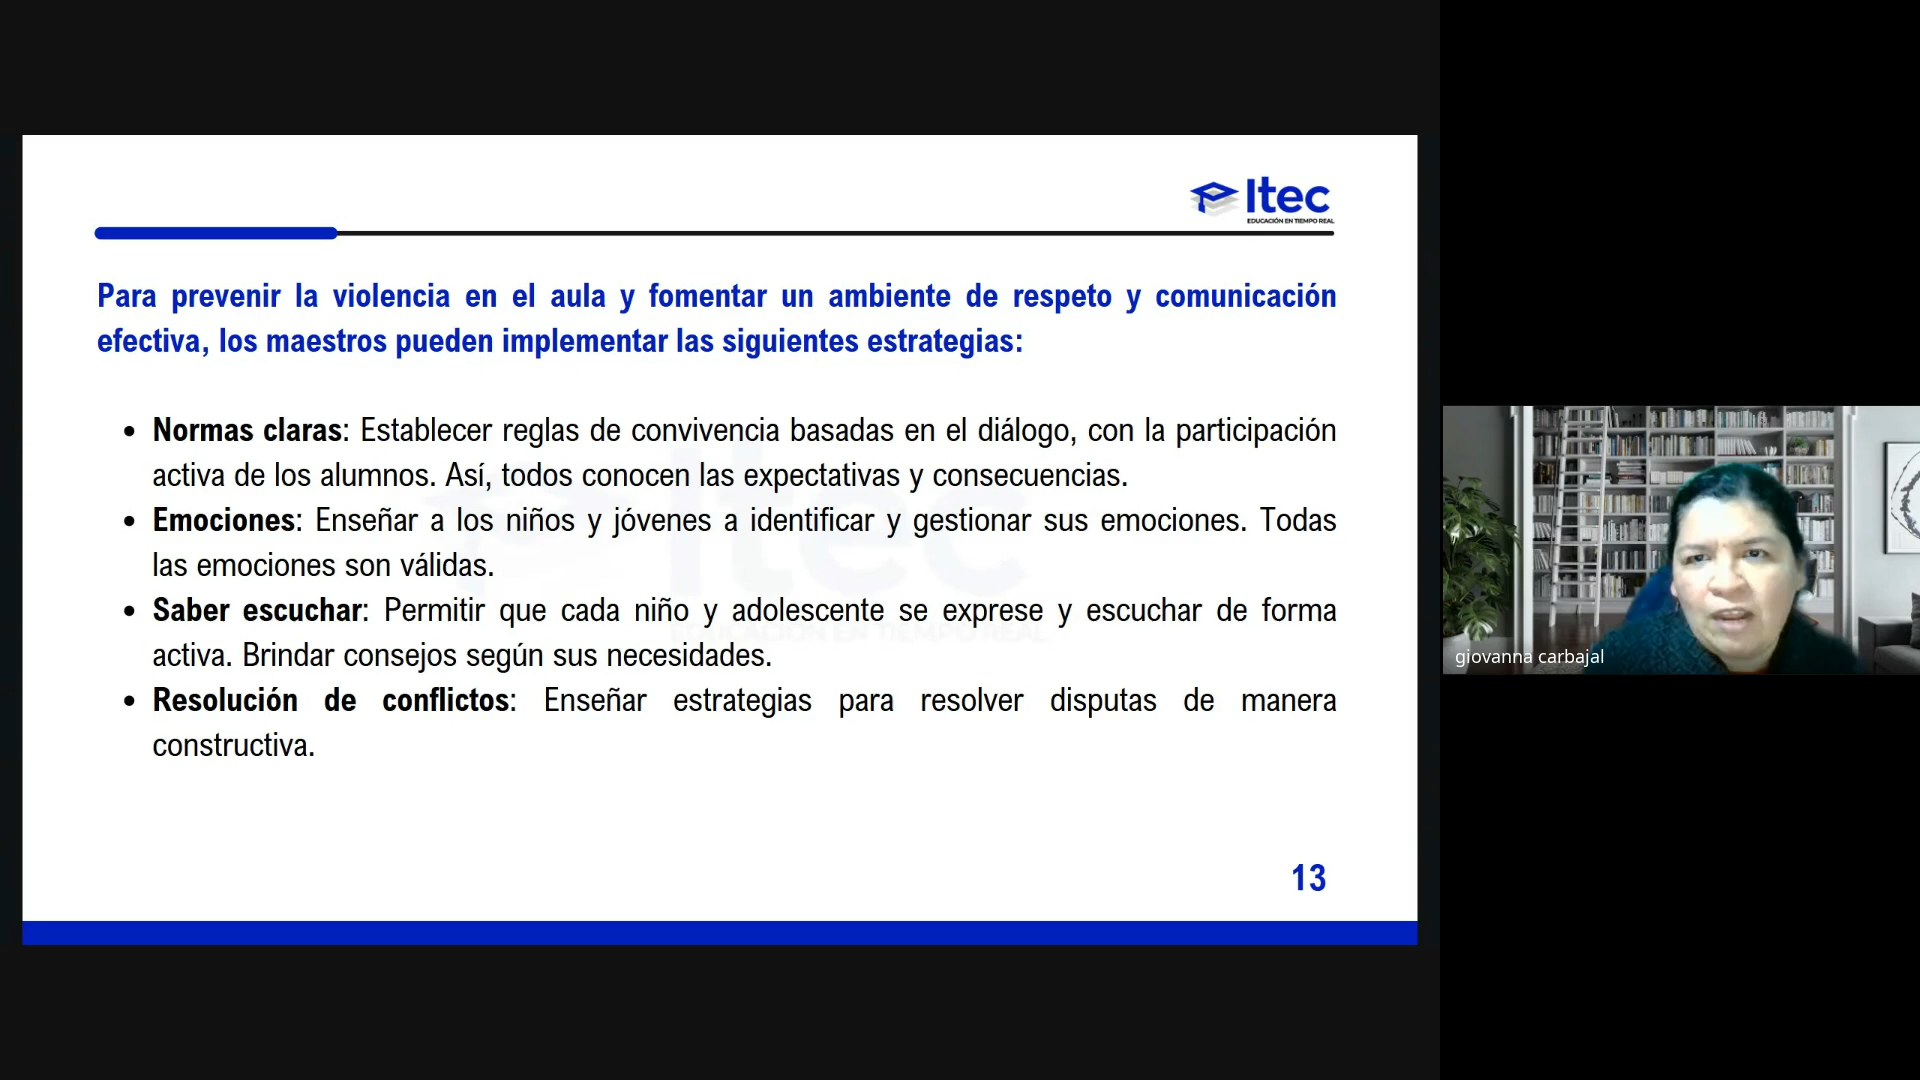 Itec
EDUCACIÓN EN TIEMPO REAL
Para prevenir la violencia en el aula y fomentar un ambiente de respeto y comunicación
efectiva, los maestros pueden implementar las siguientes estrategias:
• Normas claras: Establecer reglas de convivencia basadas en el diálogo, con la participación
activa de los alumnos. Así, todos conocen las expectativas y consecuencias.
• Emociones: Enseñar a los niños y jóvenes a identificar y gestionar sus emociones. Todas
las emociones son válidas.
• Saber escuchar: Permitir que cada niño y adolescente se exprese y escuchar de forma
activa. Brindar consejos según sus necesidades.
• Resolución de conflictos: Enseñar estrategias para resolver disputas de manera
constructiva.
13
giovanna carbajal